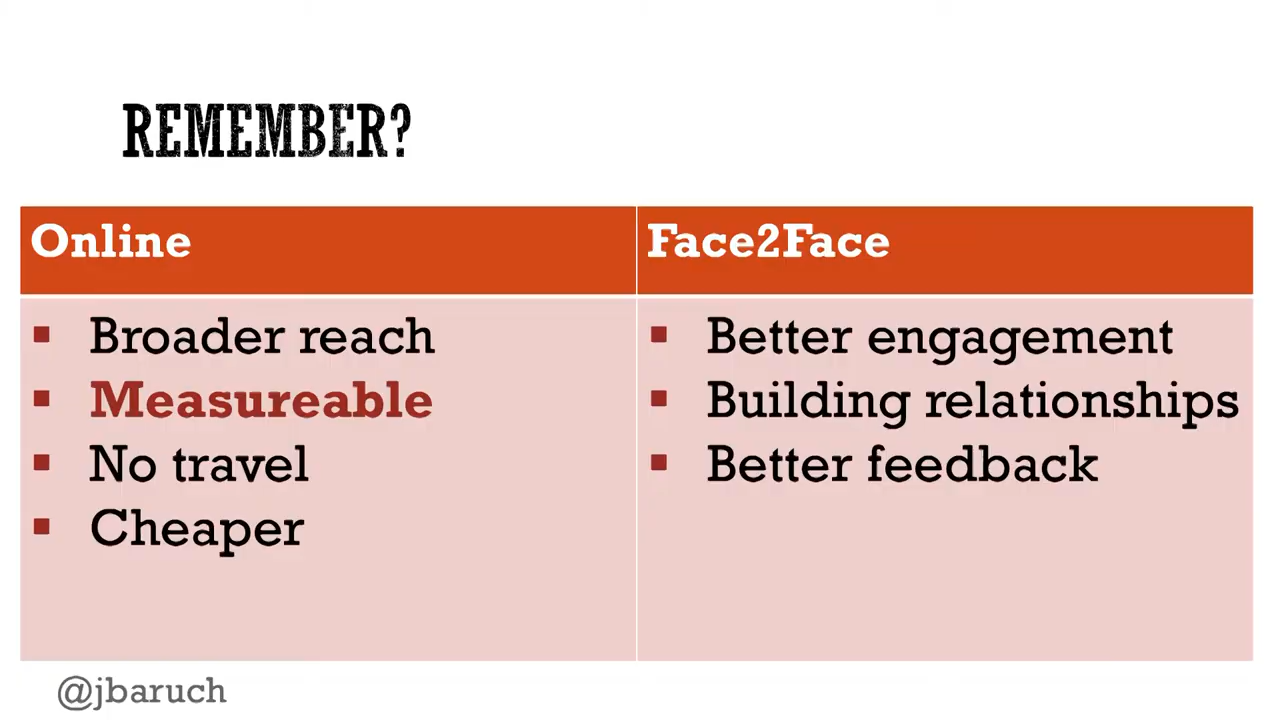 REMEMBER?
Online
Broader reach
Measureable
No travel
Cheaper
Face2Face
Better engagement
Building relationships
Better feedback
@jbaruch